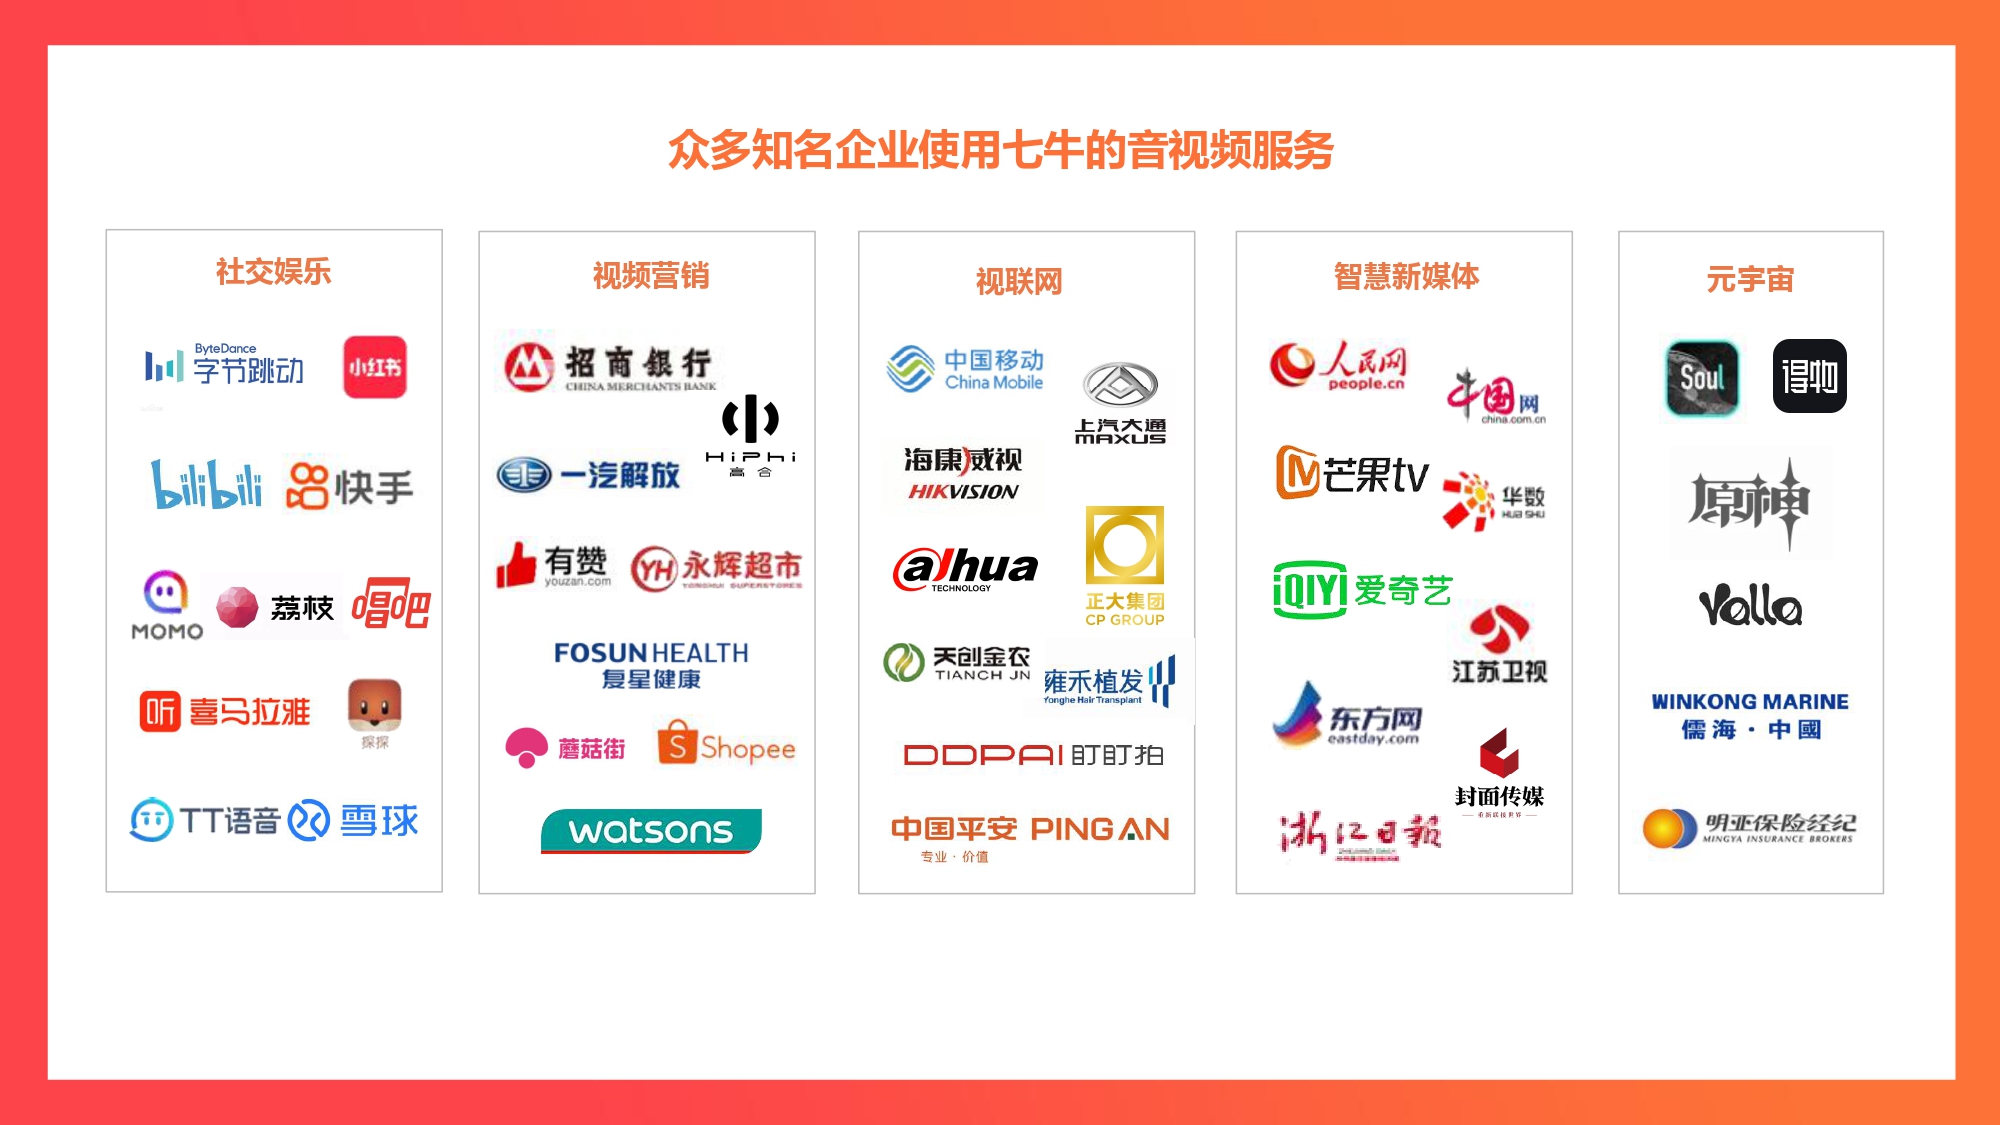 众多知名企业使用七牛的音视频服务
社交娱乐
ByteDance
字节跳动
小红书
bilibili
快手
MOMO
荔枝
唱吧
听
喜马拉雅
探探
TT语音
雪球
视频营销
招商银行
CHINA MERCHANTS BANK
HiPhi
高合
一汽解放
有赞
youzan.com
YH
永辉超市
YONGHUI SUPERSTORES
FOSUN HEALTH
复星健康
蘑菇街
S
Shopee
watsons
视联网
中国移动
China Mobile
上汽大通
MAXUS
海康威视
HIKVISION
alhua
TECHNOLOGY
正大集团
CP GROUP
天创金农
TIANCH JN
雍禾植发
Yonghe Hair Transplant
DDPAI 盯盯拍
中国平安 PING AN
专业·价值
智慧新媒体
人民网
people.cn
中国网
china.com.cn
芒果tv
华数
HUA SHU
iQIYI 爱奇艺
江苏卫视
东方网
eastday.com
封面传媒
— 重新联接世界 —
浙江日报
元宇宙
Soul
得物
原神
Yalla
WINKONG MARINE
儒海·中國
明亚保险经纪
MINGYA INSURANCE BROKERS